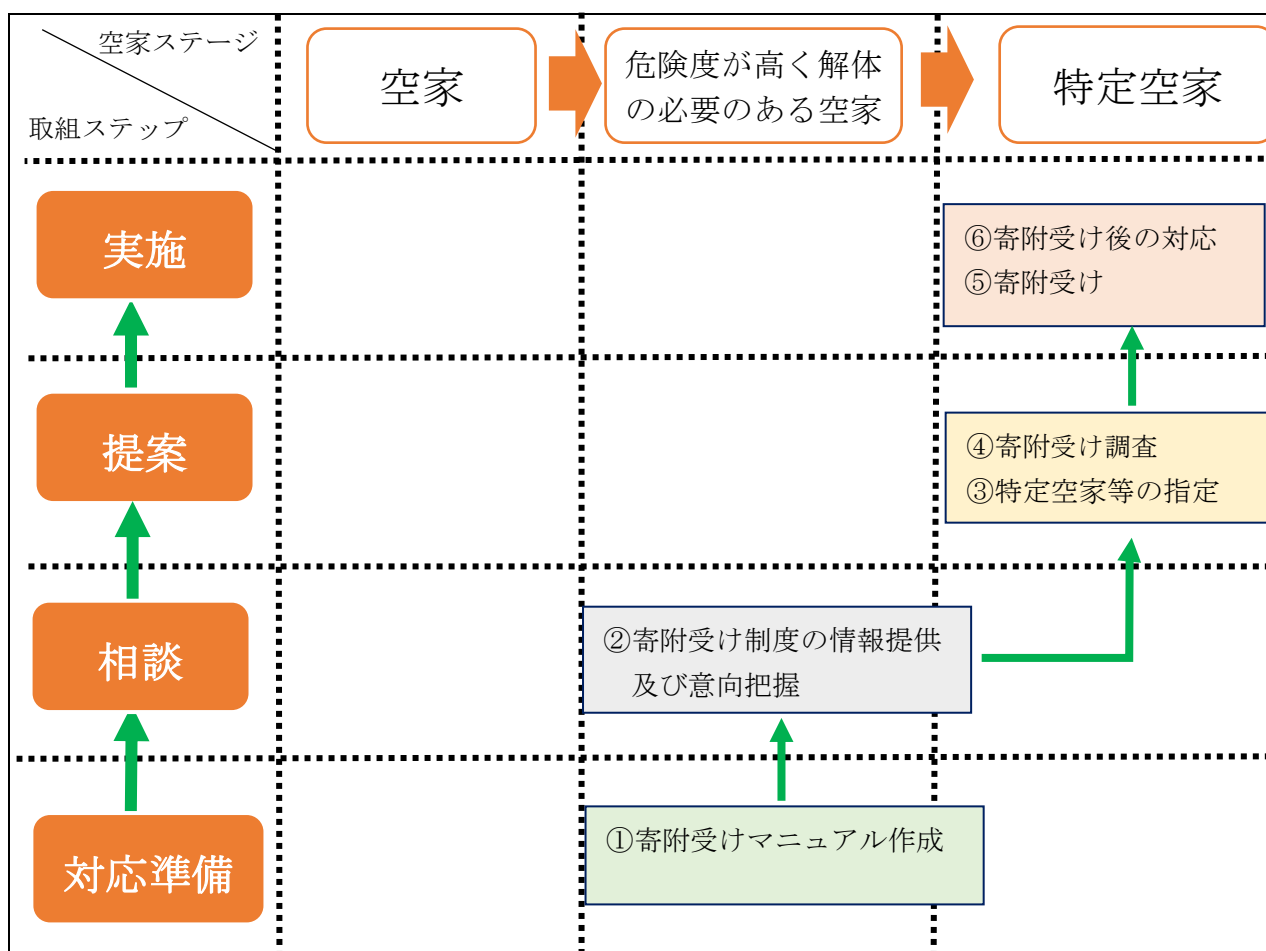 空家ステージ
取組ステップ
空家
危険度が高く解体
の必要のある空家
特定空家
実施
⑥寄附受け後の対応
⑤寄附受け
提案
④寄附受け調査
③特定空家等の指定
相談
②寄附受け制度の情報提供
及び意向把握
対応準備
①寄附受けマニュアル作成